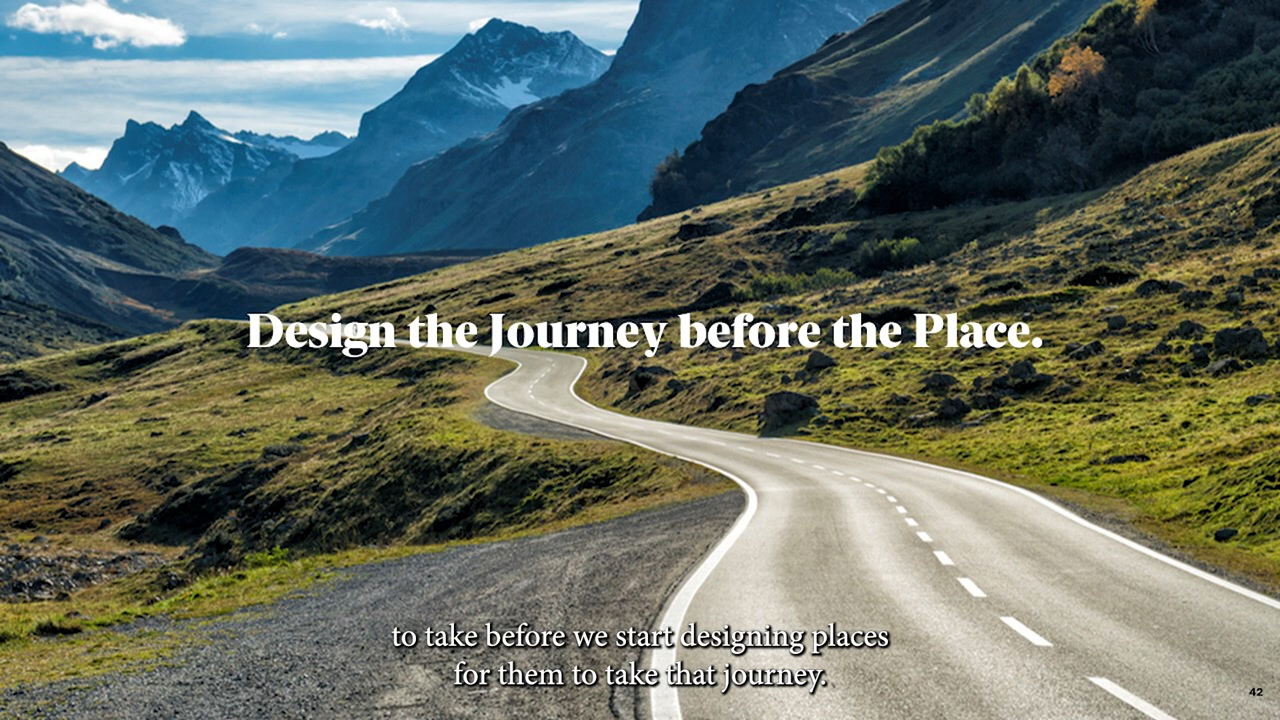 Design the Journey before the Place.
to take before we start designing places
for them to take that journey.
42